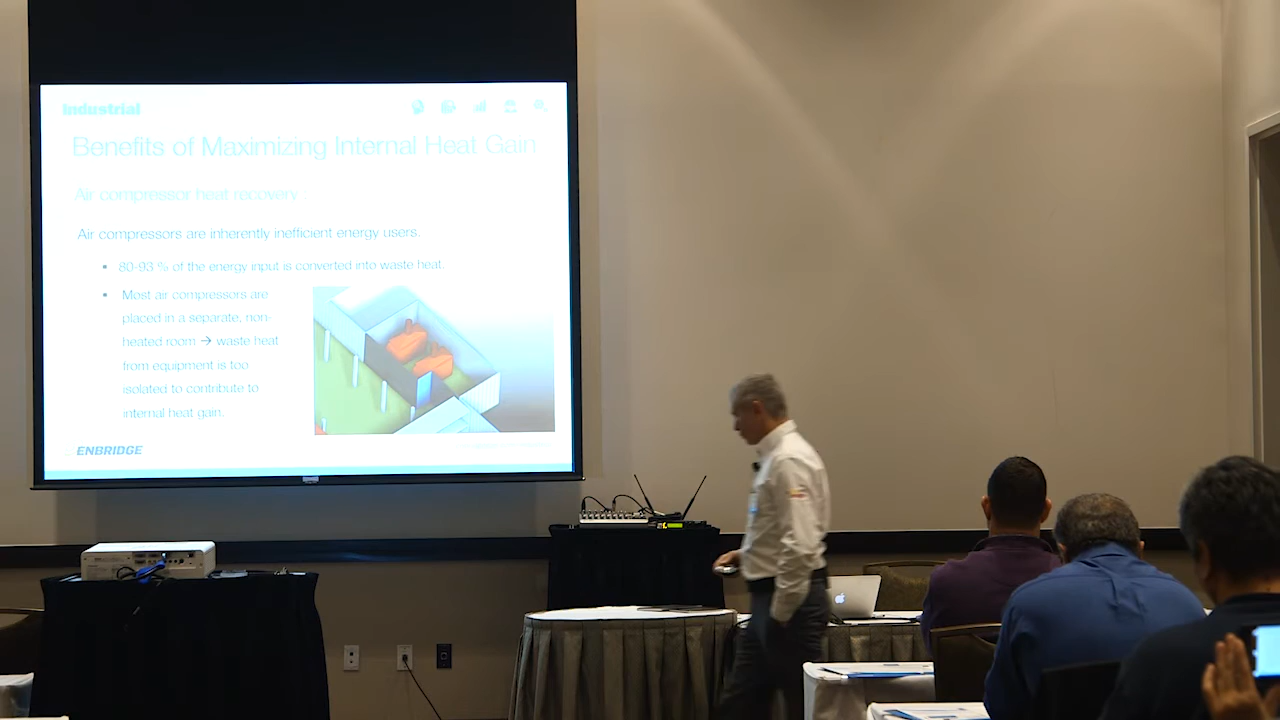 Industrial
Benefits of Maximizing Internal Heat Gain
Air compressor heat recovery
Air compressors are inherently inefficient energy users.
• 80-93 % of the energy input is converted into waste heat.
• Most air compressors are
placed in a separate, non-
heated room → waste heat
from equipment is too
isolated to contribute to
internal heat gain.
ENBRIDGE